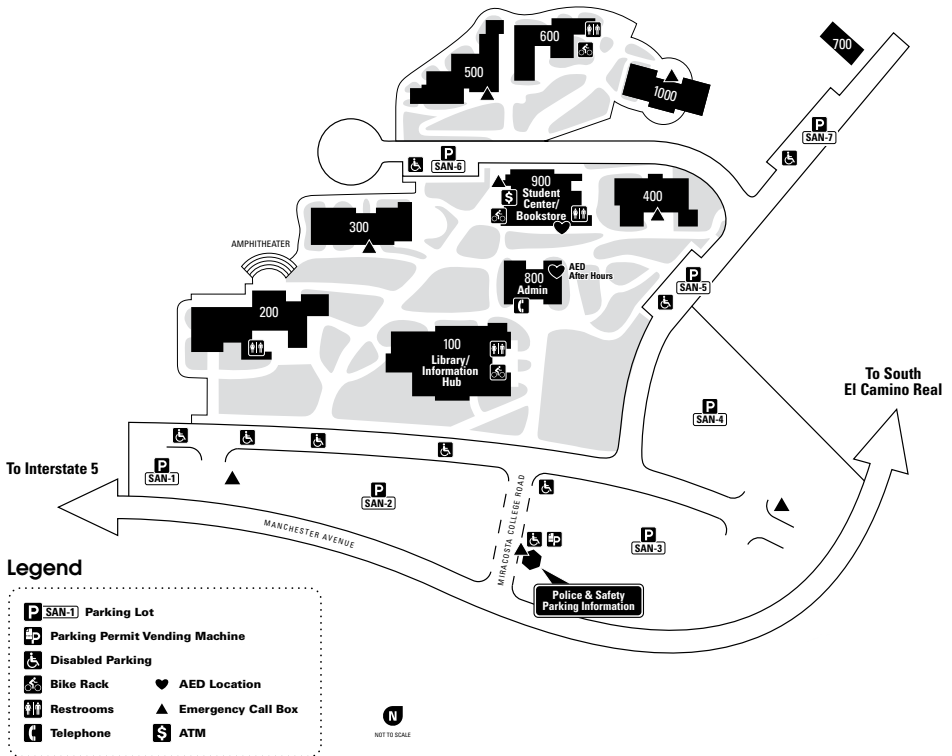 600
700
500
1000
P
SAN-7
P
SAN-6
900
Student
Center/
Bookstore
$
400
300
AMPHITHEATER
800
Admin
AED
After Hours
P
SAN-5
200
100
Library/
Information
Hub
To South
El Camino Real
P
SAN-4
To Interstate 5
P
SAN-1
P
SAN-2
MANCHESTER AVENUE
MIRACOSTA COLLEGE ROAD
P
SAN-3
P
Police & Safety
Parking Information
Legend
P SAN-1 Parking Lot
P Parking Permit Vending Machine
Disabled Parking
Bike Rack
AED Location
Restrooms
Emergency Call Box
Telephone
$ ATM
N
NOT TO SCALE